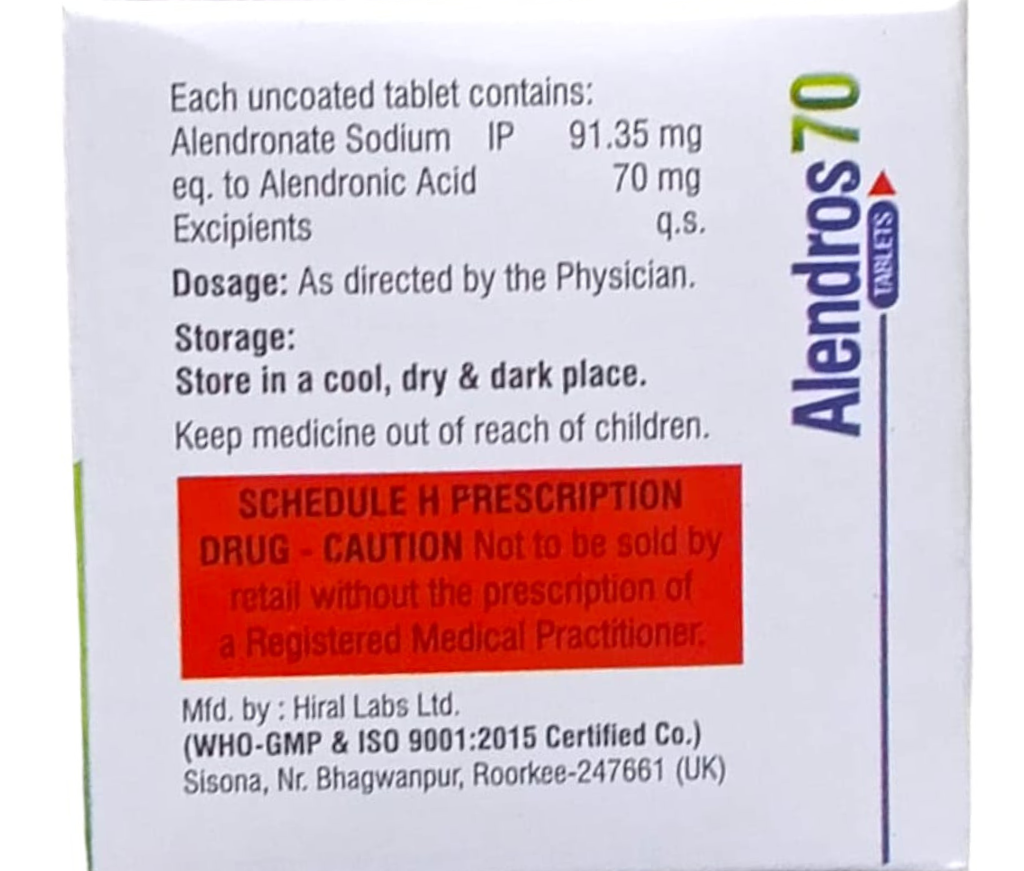 Each uncoated tablet contains:
Alendronate Sodium IP 91.35 mg
eq. to Alendronic Acid 70 mg
Excipients q.s.
Dosage: As directed by the Physician.
Storage:
Store in a cool, dry & dark place.
Keep medicine out of reach of children.
SCHEDULE H PRESCRIPTION
DRUG - CAUTION Not to be sold by
retail without the prescription of
a Registered Medical Practitioner.
Mfd. by : Hiral Labs Ltd.
(WHO-GMP & ISO 9001:2015 Certified Co.)
Sisona, Nr. Bhagwanpur, Roorkee-247661 (UK)
Alendros 70
TABLETS